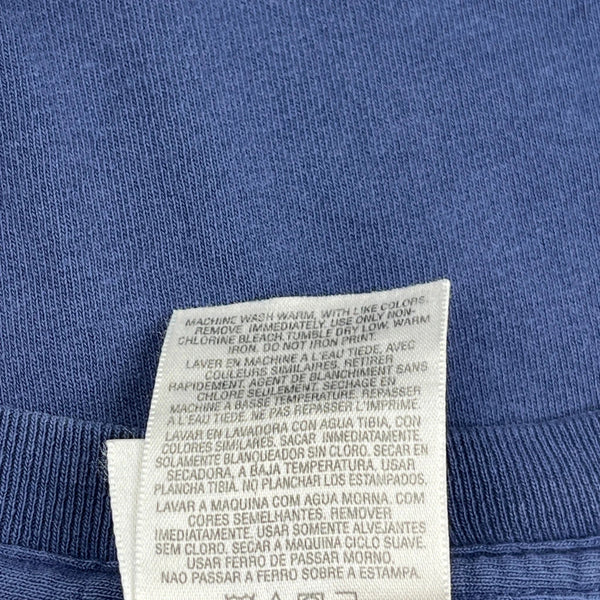 MACHINE WASH WARM, WITH LIKE COLORS.
REMOVE IMMEDIATELY. USE ONLY NON-
CHLORINE BLEACH.TUMBLE DRY LOW. WARM
IRON. DO NOT IRON PRINT.
LAVER EN MACHINE A L'EAU TIEDE, AVEC
COULEURS SIMILAIRES. RETIRER
RAPIDEMENT. AGENT DE BLANCHIMENT SANS
CHLORE SEULEMENT. SECHAGE EN
MACHINE A BASSE TEMPERATURE. REPASSER
A L'EAU TIEDE. NE PAS REPASSER L'IMPRIME.
LAVAR EN LAVADORA CON AGUA TIBIA, CON
COLORES SIMILARES. SACAR INMEDIATAMENTE.
SOLAMENTE BLANQUEADOR SIN CLORO. SECAR EN
SECADORA, A BAJA TEMPERATURA. USAR
PLANCHA TIBIA. NO PLANCHAR LOS ESTAMPADOS.
LAVAR A MAQUINA COM AGUA MORNA. COM
CORES SEMELHANTES. REMOVER
IMEDIATAMENTE. USAR SOMENTE ALVEJANTES
SEM CLORO. SECAR A MAQUINA CICLO SUAVE.
USAR FERRO DE PASSAR MORNO.
NAO PASSAR A FERRO SOBRE A ESTAMPA.